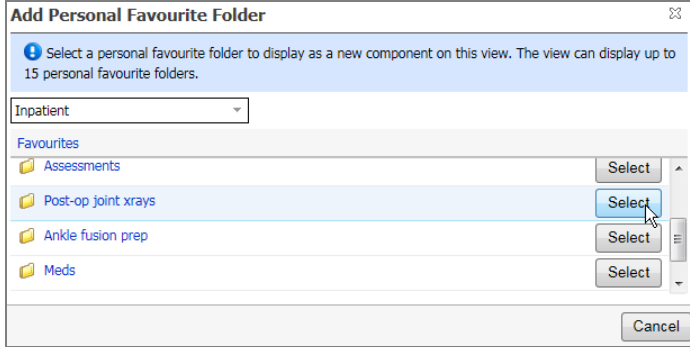 Add Personal Favourite Folder
Select a personal favourite folder to display as a new component on this view. The view can display up to
15 personal favourite folders.
Inpatient
Favourites
Assessments Select
Post-op joint xrays Select
Ankle fusion prep Select
Meds Select
Cancel